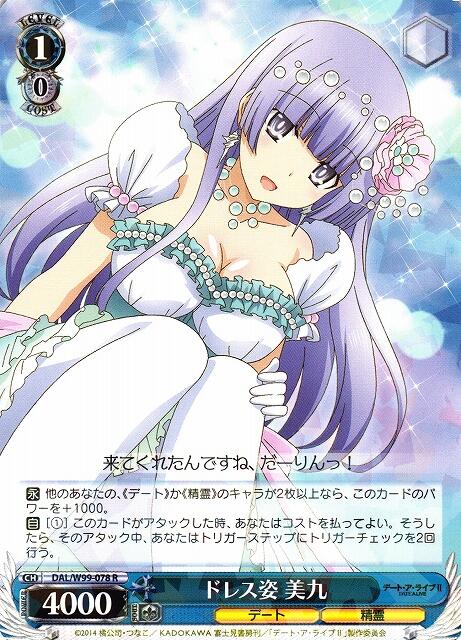 LEVEL
1
0
COST
来てくれたんですね、だーりんっ！
永 他のあなたの、《デート》か《精霊》のキャラが2枚以上なら、このカードのパ
ワーを+1000。
自 [①] このカードがアタックした時、あなたはコストを払ってよい。そうし
たら、そのアタック中、あなたはトリガーステップにトリガーチェックを2回
行う。
CH DAL/W99-078 R
POWER
4000
SOUL
ドレス姿 美九
デート・ア・ライブⅡ
DATE A LIVE
デート
精霊
©2014 橘公司・つなこ／KADOKAWA 富士見書房刊／「デート・ア・ライブⅡ」製作委員会